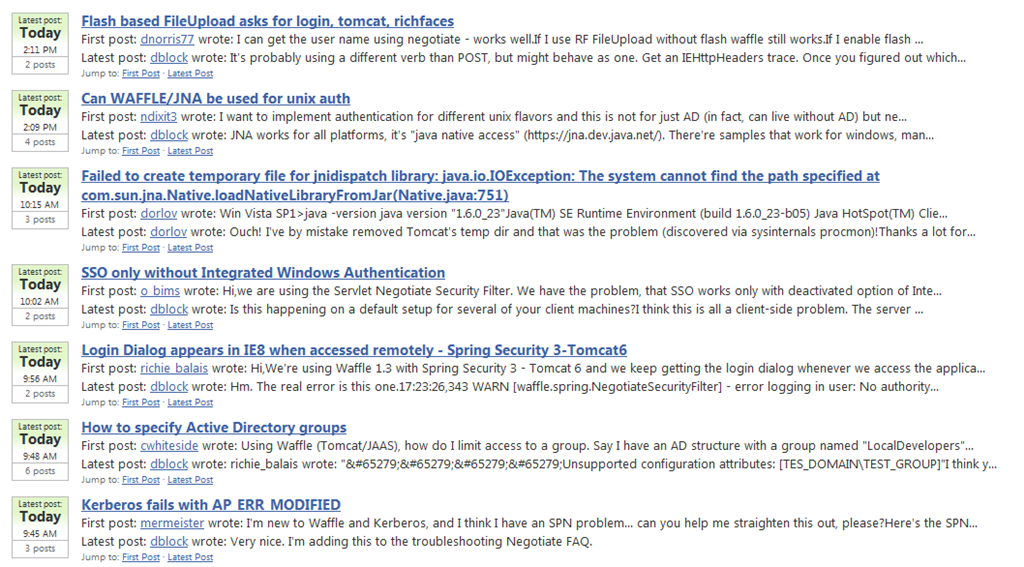 Latest post:
Today
2:11 PM
2 posts
Flash based FileUpload asks for login, tomcat, richfaces
First post: dnorris77 wrote: I can get the user name using negotiate - works well.If I use RF FileUpload without flash waffle still works.If I enable flash ...
Latest post: dblock wrote: It's probably using a different verb than POST, but might behave as one. Get an IEHttpHeaders trace. Once you figured out which...
Jump to: First Post · Latest Post
Latest post:
Today
2:09 PM
4 posts
Can WAFFLE/JNA be used for unix auth
First post: ndixit3 wrote: I want to implement authentication for different unix flavors and this is not for just AD (in fact, can live without AD) but ne...
Latest post: dblock wrote: JNA works for all platforms, it's "java native access" (https://jna.dev.java.net/). There're samples that work for windows, man...
Jump to: First Post · Latest Post
Latest post:
Today
10:15 AM
3 posts
Failed to create temporary file for jnidispatch library: java.io.IOException: The system cannot find the path specified at
com.sun.jna.Native.loadNativeLibraryFromJar(Native.java:751)
First post: dorlov wrote: Win Vista SP1>java -version java version "1.6.0_23"Java(TM) SE Runtime Environment (build 1.6.0_23-b05) Java HotSpot(TM) Clie...
Latest post: dorlov wrote: Ouch! I've by mistake removed Tomcat's temp dir and that was the problem (discovered via sysinternals procmon)!Thanks a lot for...
Jump to: First Post · Latest Post
Latest post:
Today
10:02 AM
2 posts
SSO only without Integrated Windows Authentication
First post: o_bims wrote: Hi,we are using the Servlet Negotiate Security Filter. We have the problem, that SSO works only with deactivated option of Inte...
Latest post: dblock wrote: Is this happening on a default setup for several of your client machines?I think this is all a client-side problem. The server ...
Jump to: First Post · Latest Post
Latest post:
Today
9:56 AM
2 posts
Login Dialog appears in IE8 when accessed remotely - Spring Security 3-Tomcat6
First post: richie_balais wrote: Hi,We're using Waffle 1.3 with Spring Security 3 - Tomcat 6 and we keep getting the login dialog whenever we access the applica...
Latest post: dblock wrote: Hm. The real error is this one.17:23:26,343 WARN [waffle.spring.NegotiateSecurityFilter] - error logging in user: No authority...
Jump to: First Post · Latest Post
Latest post:
Today
9:48 AM
6 posts
How to specify Active Directory groups
First post: cwhiteside wrote: Using Waffle (Tomcat/JAAS), how do I limit access to a group. Say I have an AD structure with a group named "LocalDevelopers"...
Latest post: dblock wrote: richie_balais wrote: "&#65279;&#65279;&#65279;&#65279;Unsupported configuration attributes: [TES_DOMAIN\TEST_GROUP]"I think y...
Jump to: First Post · Latest Post
Latest post:
Today
9:45 AM
3 posts
Kerberos fails with AP_ERR_MODIFIED
First post: mermeister wrote: I'm new to Waffle and Kerberos, and I think I have an SPN problem... can you help me straighten this out, please?Here's the SPN...
Latest post: dblock wrote: Very nice. I'm adding this to the troubleshooting Negotiate FAQ.
Jump to: First Post · Latest Post